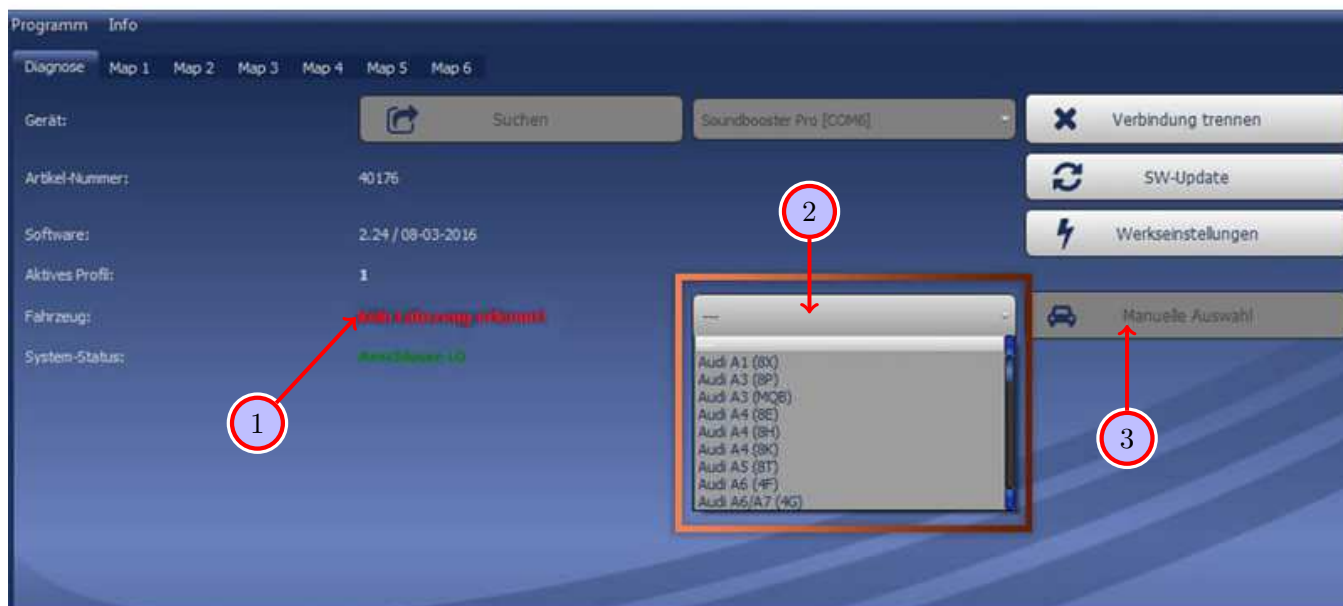 Programm Info
Diagnose Map 1 Map 2 Map 3 Map 4 Map 5 Map 6
Gerät: Suchen Soundbooster Pro [COM6] Verbindung trennen
Artikel-Nummer: 40176 SW-Update
2
Software: 2.24 / 08-03-2016 Werkseinstellungen
Aktives Profil: 1
Fahrzeug: --- Manuelle Auswahl
System-Status:
Audi A1 (8X)
Audi A3 (8P)
Audi A3 (MQB)
Audi A4 (8E)
1
3
Audi A4 (8H)
Audi A4 (8K)
Audi A5 (8T)
Audi A6 (4F)
Audi A6/A7 (4G)